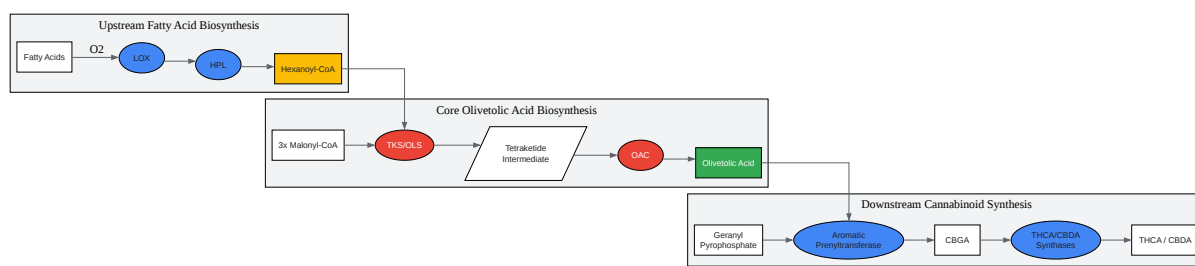 Upstream Fatty Acid Biosynthesis
Fatty Acids
O2
LOX
HPL
Hexanoyl-CoA
Core Olivetolic Acid Biosynthesis
3x Malonyl-CoA
TKS/OLS
Tetraketide
Intermediate
OAC
Olivetolic Acid
Downstream Cannabinoid Synthesis
Geranyl
Pyrophosphate
Aromatic
Prenyltransferase
CBGA
THCA/CBDA
Synthases
THCA / CBDA